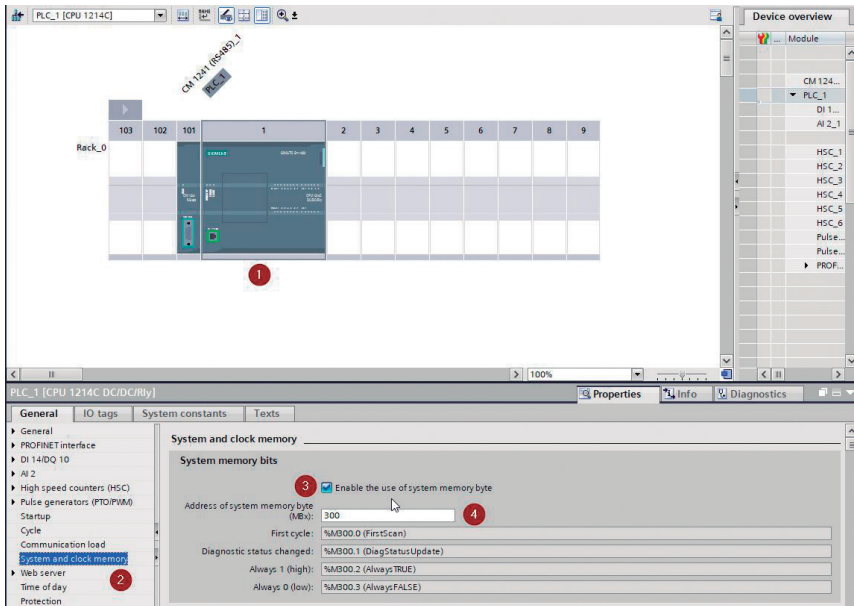 PLC_1 [CPU 1214C]
Device overview
Module
CM 1241 (RS485)_1
PLC_1
CM 124...
PLC_1
DI 1...
AI 2_1
103 102 101 1 2 3 4 5 6 7 8 9
Rack_0
SIEMENS
HSC_1
HSC_2
HSC_3
HSC_4
HSC_5
HSC_6
Pulse...
Pulse...
PROF...
1
100%
PLC_1 [CPU 1214C DC/DC/Rly]
Properties
Info
Diagnostics
General
IO tags
System constants
Texts
General
PROFINET interface
DI 14/DQ 10
AI 2
High speed counters (HSC)
Pulse generators (PTO/PWM)
Startup
Cycle
Communication load
System and clock memory
Web server
2
Time of day
Protection
System and clock memory
System memory bits
3
Enable the use of system memory byte
Address of system memory byte
(MBx): 300
4
First cycle: %M300.0 (FirstScan)
Diagnostic status changed: %M300.1 (DiagStatusUpdate)
Always 1 (high): %M300.2 (AlwaysTRUE)
Always 0 (low): %M300.3 (AlwaysFALSE)